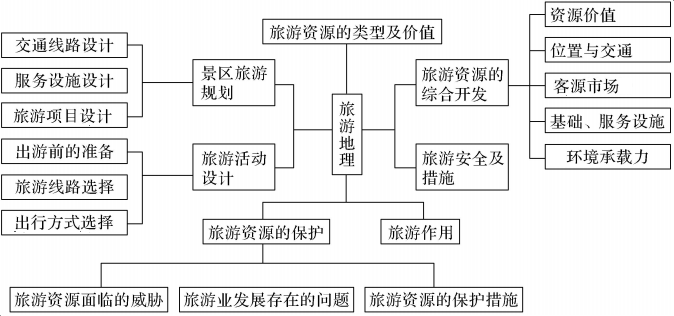 旅游资源的类型及价值
资源价值
交通线路设计
景区旅游
规划
旅游资源的
综合开发
位置与交通
服务设施设计
客源市场
旅游项目设计
旅游地理
基础、服务设施
出游前的准备
旅游活动
设计
旅游安全及
措施
环境承载力
旅游线路选择
出行方式选择
旅游资源的保护
旅游作用
旅游资源面临的威胁
旅游业发展存在的问题
旅游资源的保护措施